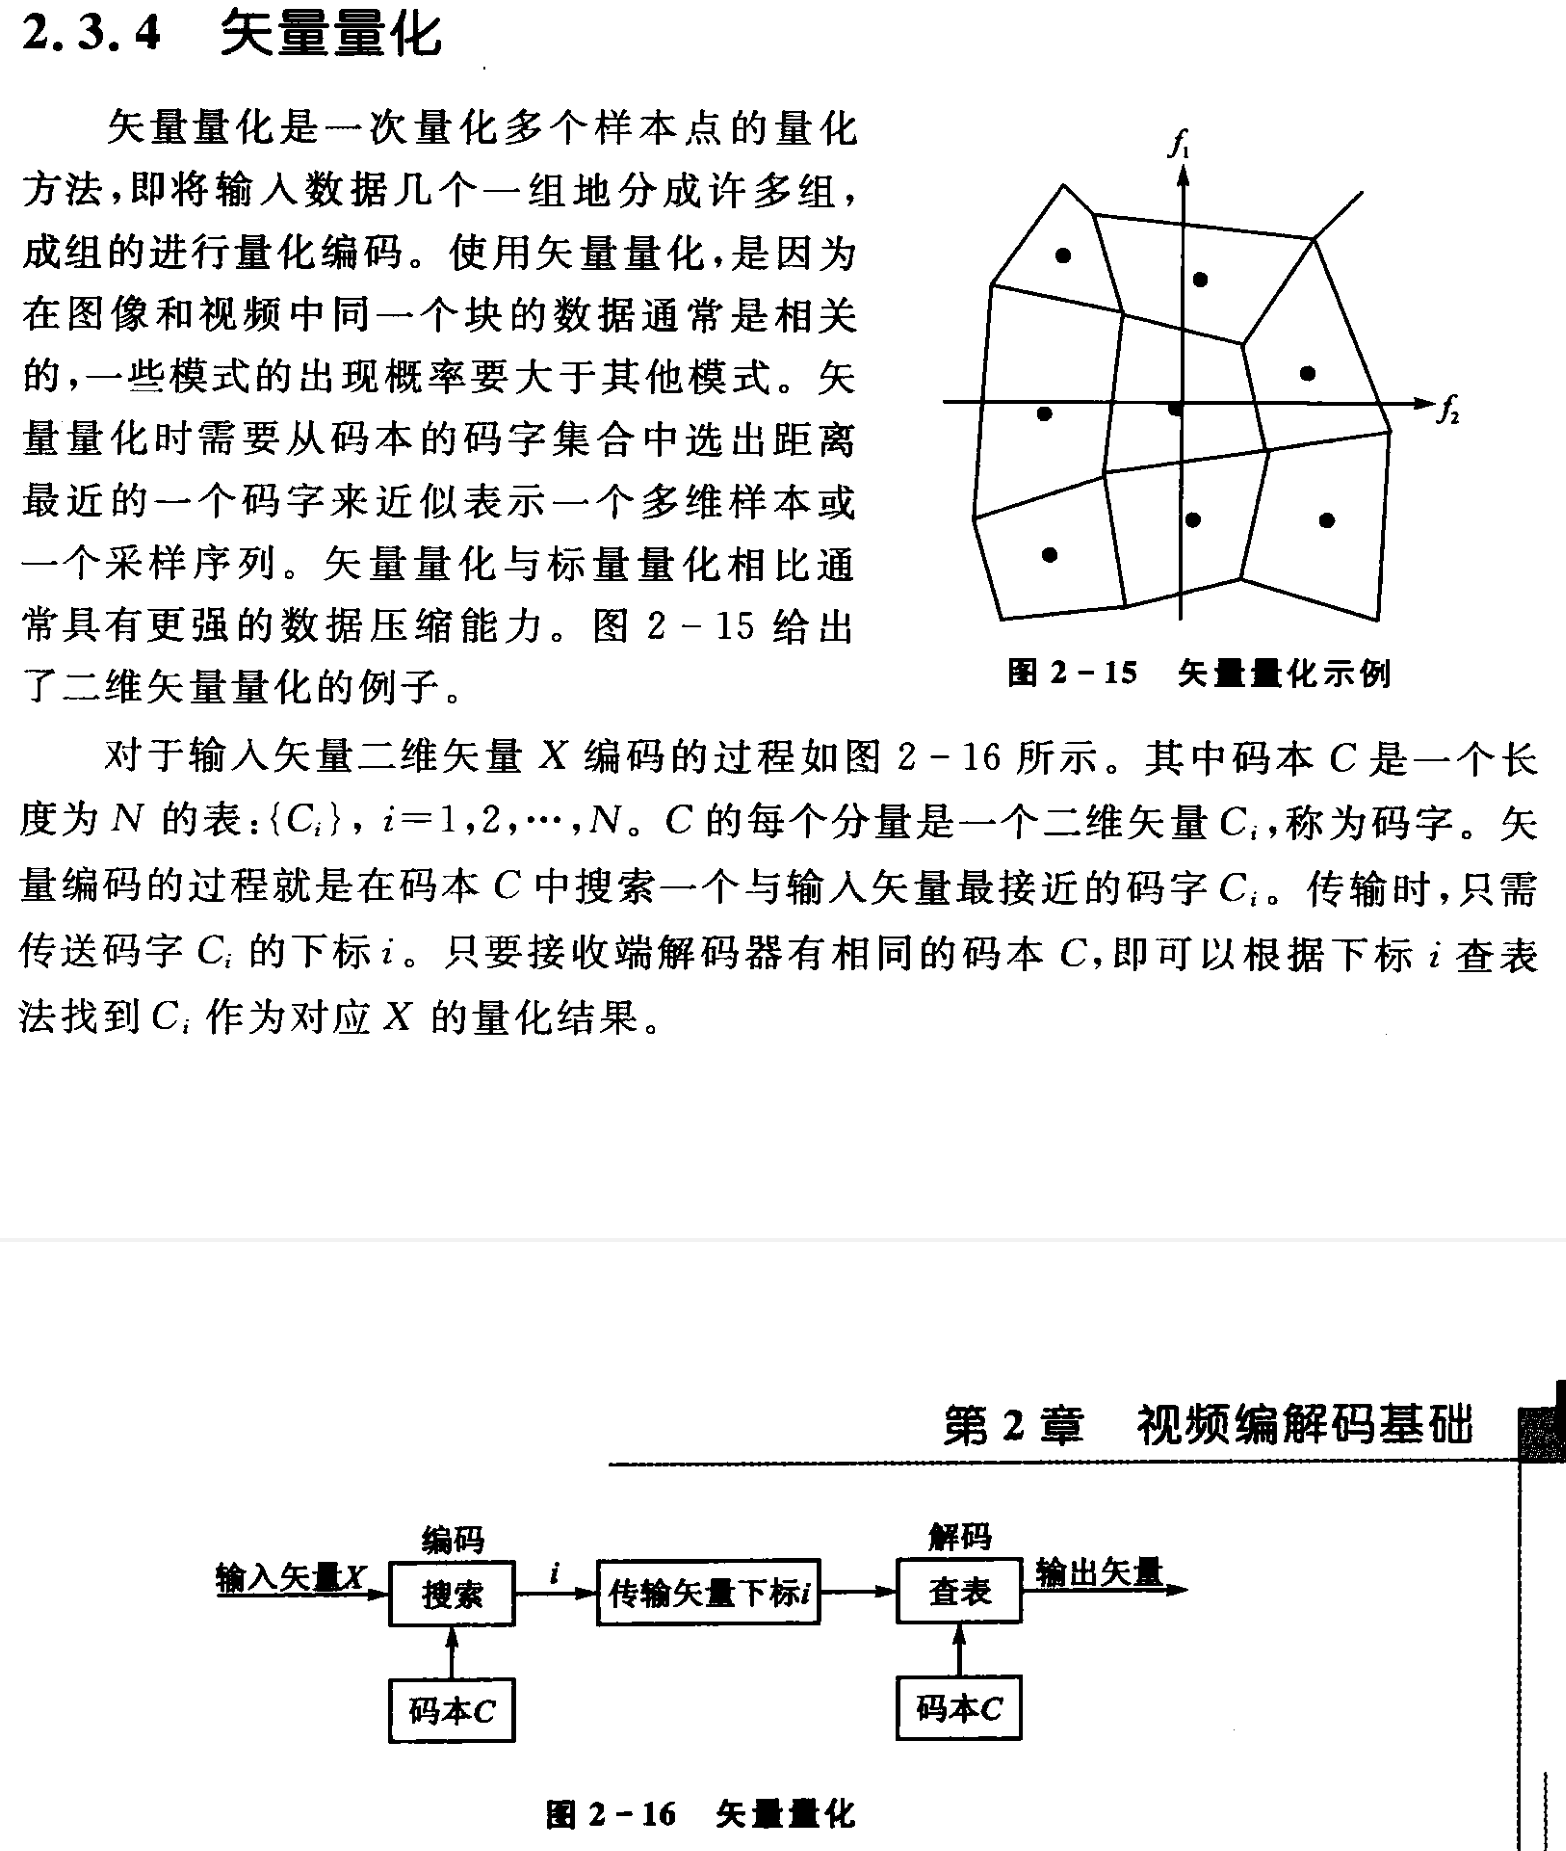 2.3.4 矢量量化
矢量量化是一次量化多个样本点的量化
方法,即将输入数据几个一组地分成许多组,
成组的进行量化编码。使用矢量量化,是因为
在图像和视频中同一个块的数据通常是相关
的,一些模式的出现概率要大于其他模式。矢
量量化时需要从码本的码字集合中选出距离
最近的一个码字来近似表示一个多维样本或
一个采样序列。矢量量化与标量量化相比通
常具有更强的数据压缩能力。图 2-15 给出
了二维矢量量化的例子。
f₁
f₂
图 2-15 矢量量化示例
对于输入矢量二维矢量 X 编码的过程如图 2-16 所示。其中码本 C 是一个长
度为 N 的表:{Cᵢ}, i=1,2,…,N。C 的每个分量是一个二维矢量 Cᵢ,称为码字。矢
量编码的过程就是在码本 C 中搜索一个与输入矢量最接近的码字 Cᵢ。传输时,只需
传送码字 Cᵢ 的下标 i。只要接收端解码器有相同的码本 C,即可以根据下标 i 查表
法找到 Cᵢ 作为对应 X 的量化结果。
第 2 章 视频编解码基础
编码
解码
输入矢量X
搜索
i
传输矢量下标i
查表
输出矢量
码本C
码本C
图 2-16 矢量量化